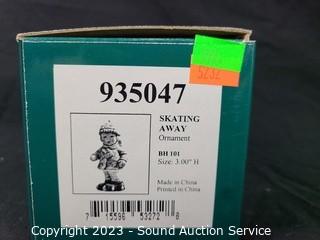 5232
935047
SKATING
AWAY
Ornament
BH 101
Size: 3.00" H
Made in China
Printed in China
7 15596 53272 8
Copyright 2023 - Sound Auction Service